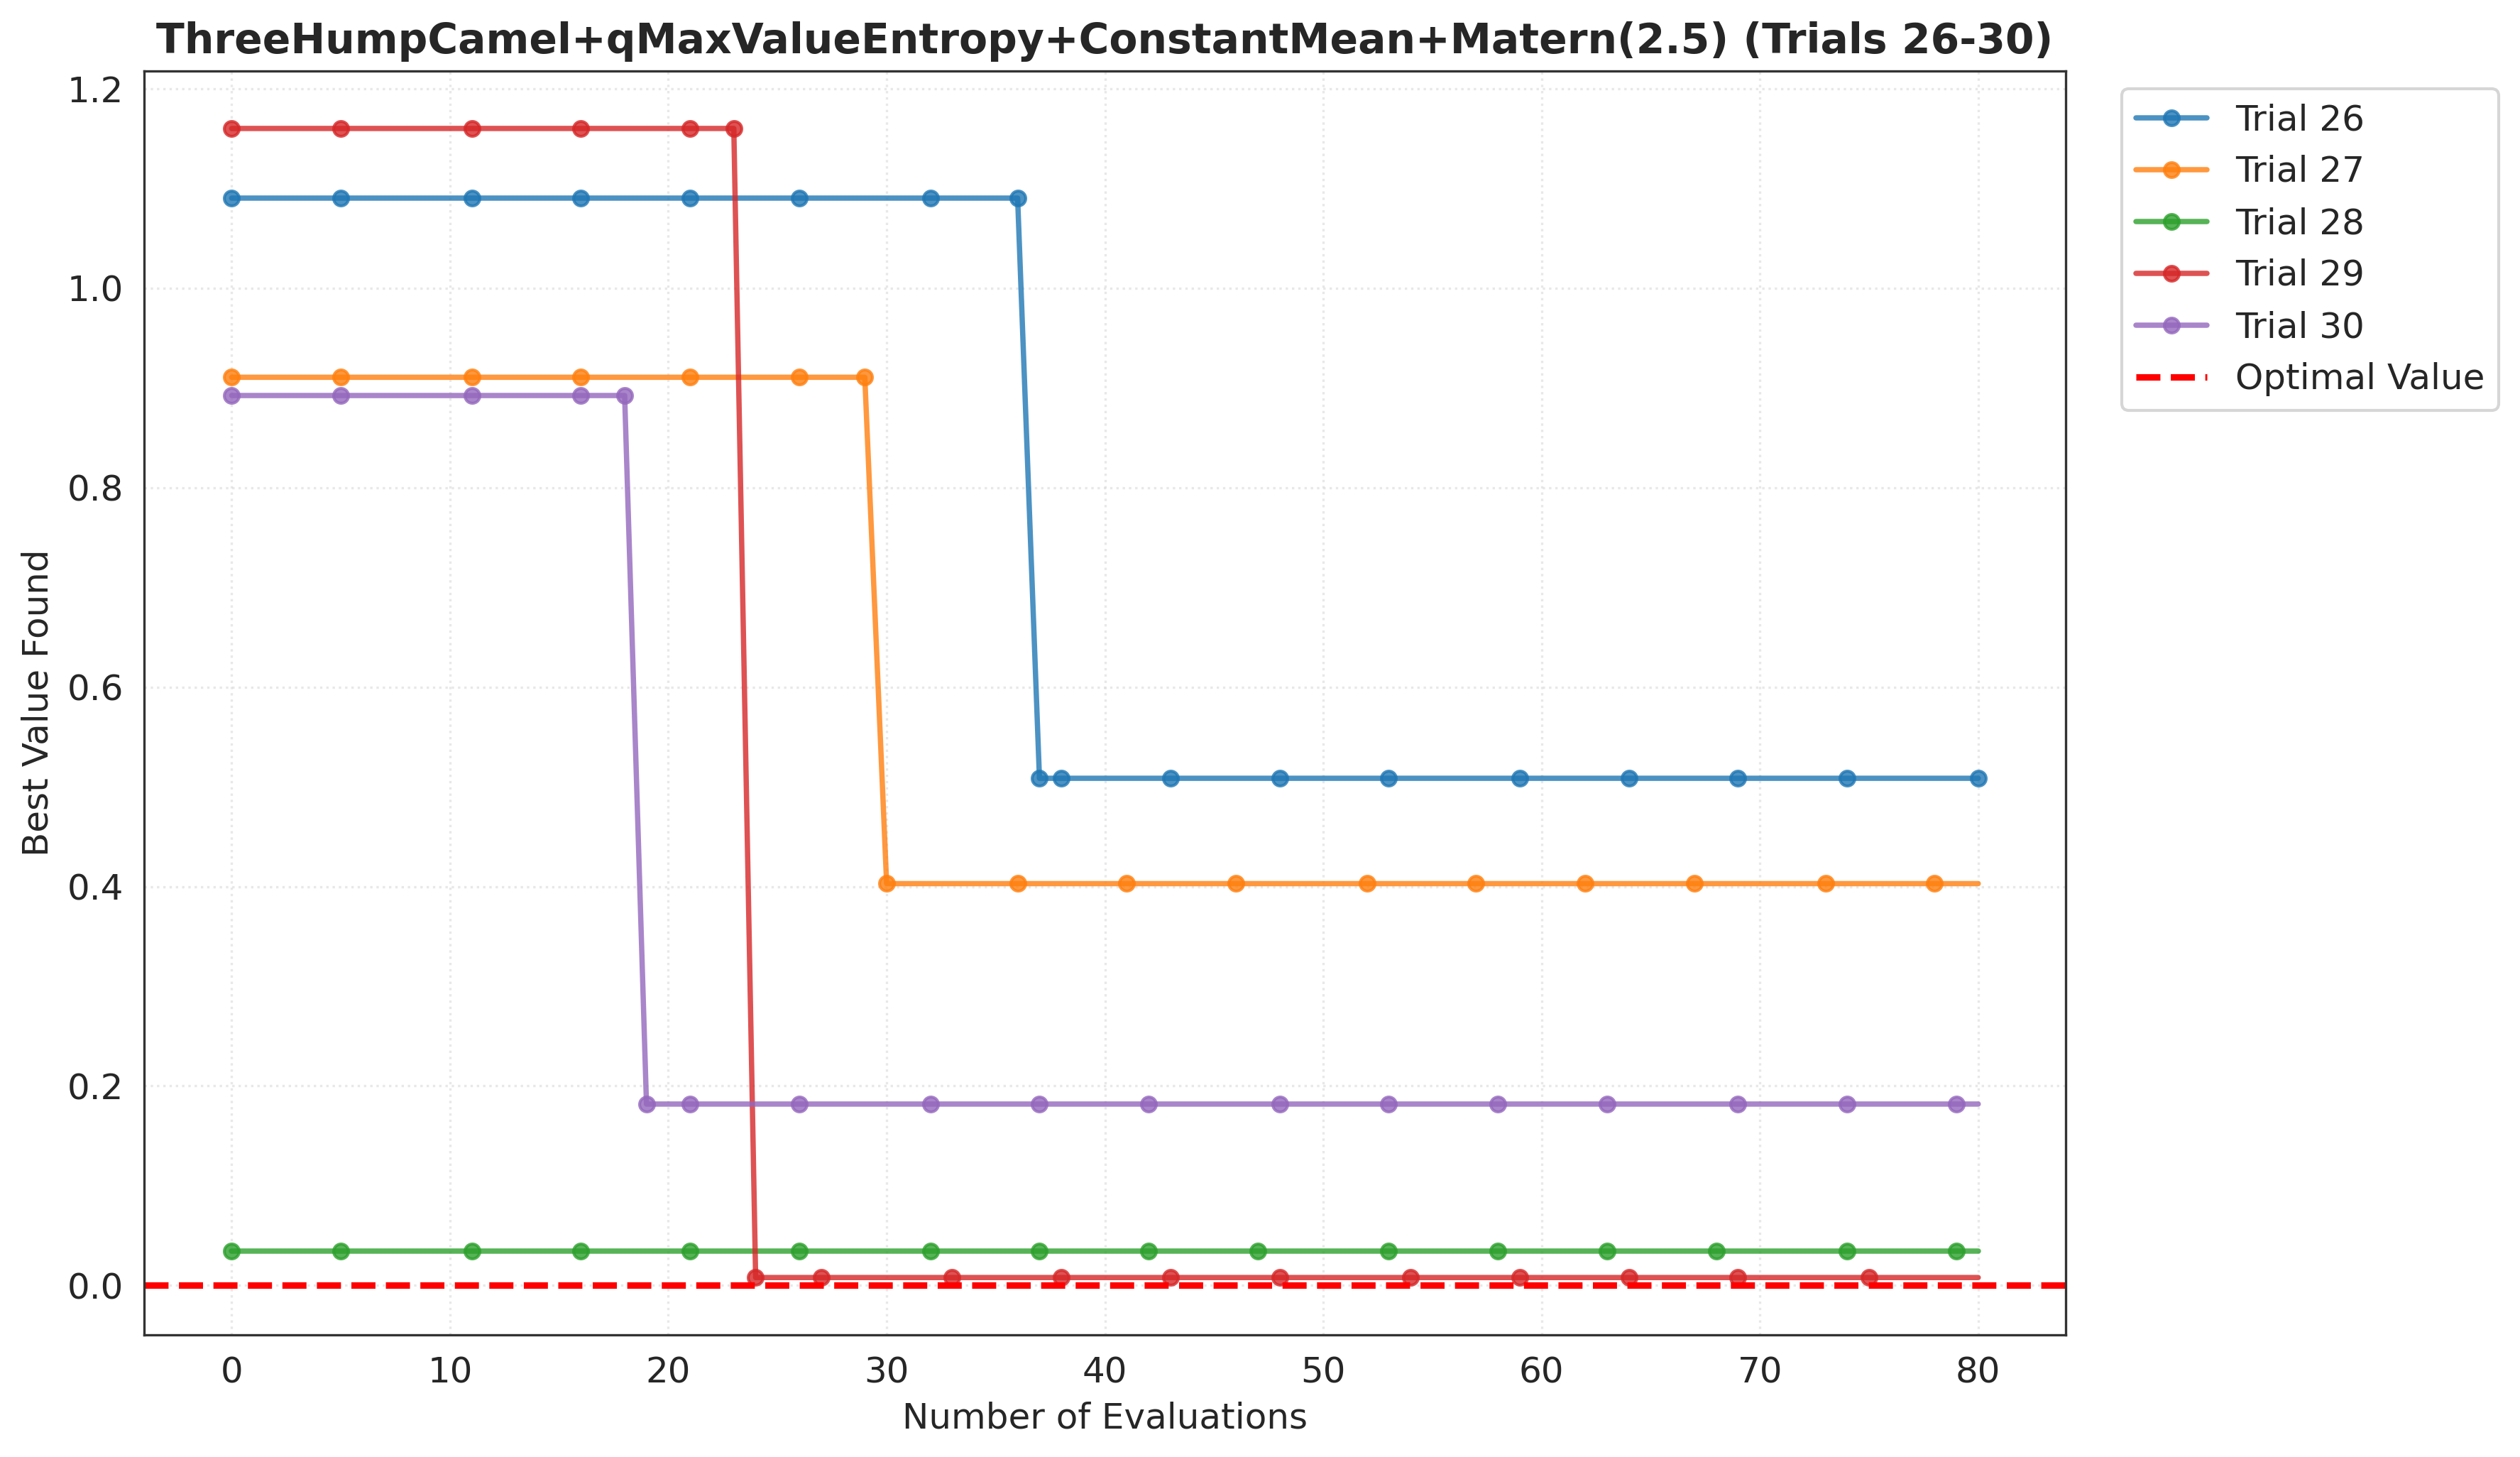 ThreeHumpCamel+qMaxValueEntropy+ConstantMean+Matern(2.5) (Trials 26-30)
Best Value Found
1.2
1.0
0.8
0.6
0.4
0.2
0.0
0 10 20 30 40 50 60 70 80
Number of Evaluations
Trial 26
Trial 27
Trial 28
Trial 29
Trial 30
Optimal Value